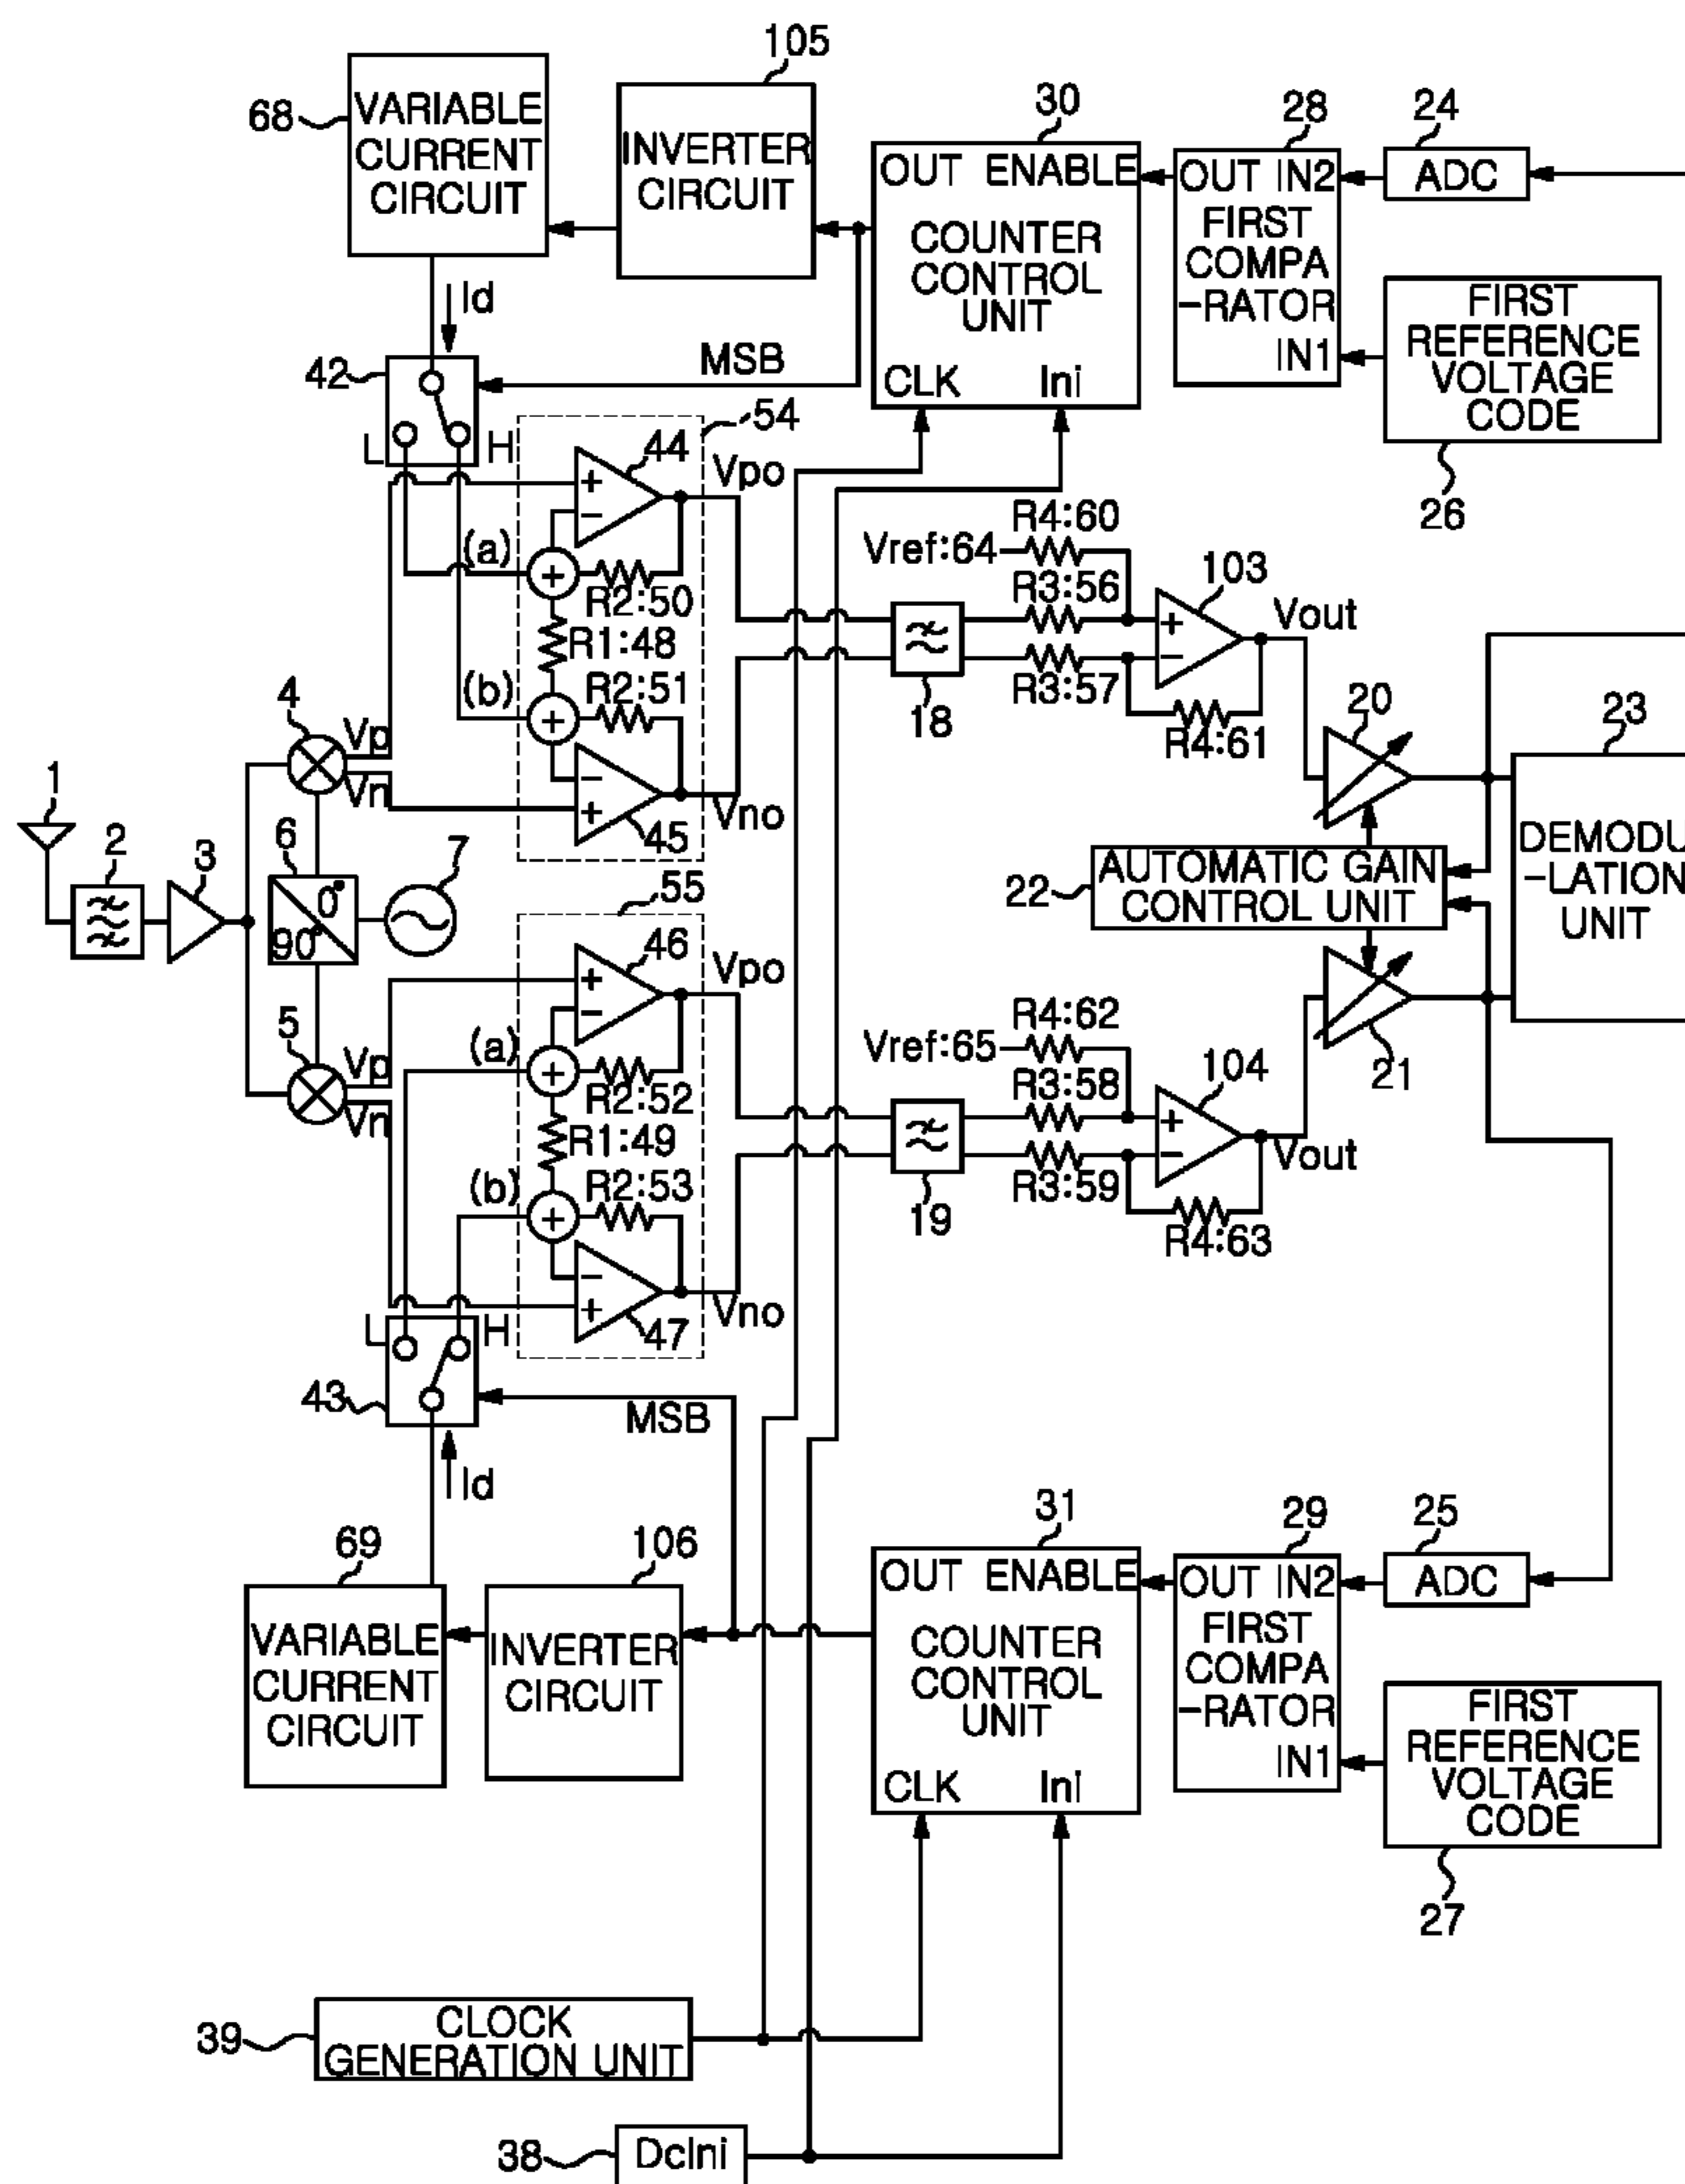 105
68
VARIABLE
CURRENT
CIRCUIT
INVERTER
CIRCUIT
30
OUT ENABLE
COUNTER
CONTROL
UNIT
CLK Ini
28
OUT IN2
FIRST
COMPA
-RATOR
IN1
24
ADC
FIRST
REFERENCE
VOLTAGE
CODE
26
Id
42
MSB
L H
54
44
Vpo
+
−
(a)
+
R2:50
R1:48
(b)
R2:51
+
−
+
45
Vno
R4:60
Vref:64
R3:56
103
Vout
+
−
R3:57
18
R4:61
20
23
DEMODU
-LATION
UNIT
4
Vp
Vn
1
2
3
6
0°
90°
7
22
AUTOMATIC GAIN
CONTROL UNIT
55
46
Vpo
+
−
5
Vp
Vn
(a)
+
R2:52
R1:49
(b)
R2:53
+
−
+
47
Vno
R4:62
Vref:65
R3:58
104
21
+
−
Vout
R3:59
19
R4:63
L H
43
MSB
Id
69
VARIABLE
CURRENT
CIRCUIT
106
INVERTER
CIRCUIT
31
OUT ENABLE
COUNTER
CONTROL
UNIT
CLK Ini
29
OUT IN2
FIRST
COMPA
-RATOR
IN1
25
ADC
FIRST
REFERENCE
VOLTAGE
CODE
27
39
CLOCK
GENERATION UNIT
38
DcIni